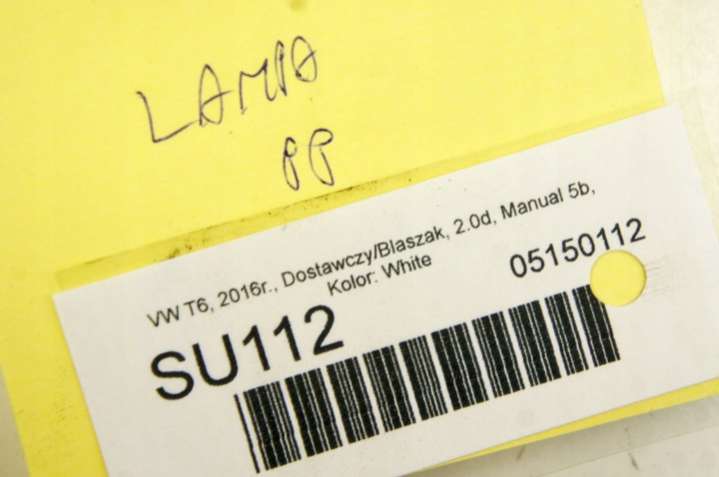 LAMPA
PP
VW T6, 2016r., Dostawczy/Blaszak, 2.0d, Manual 5b,
Kolor: White
05150112
SU112